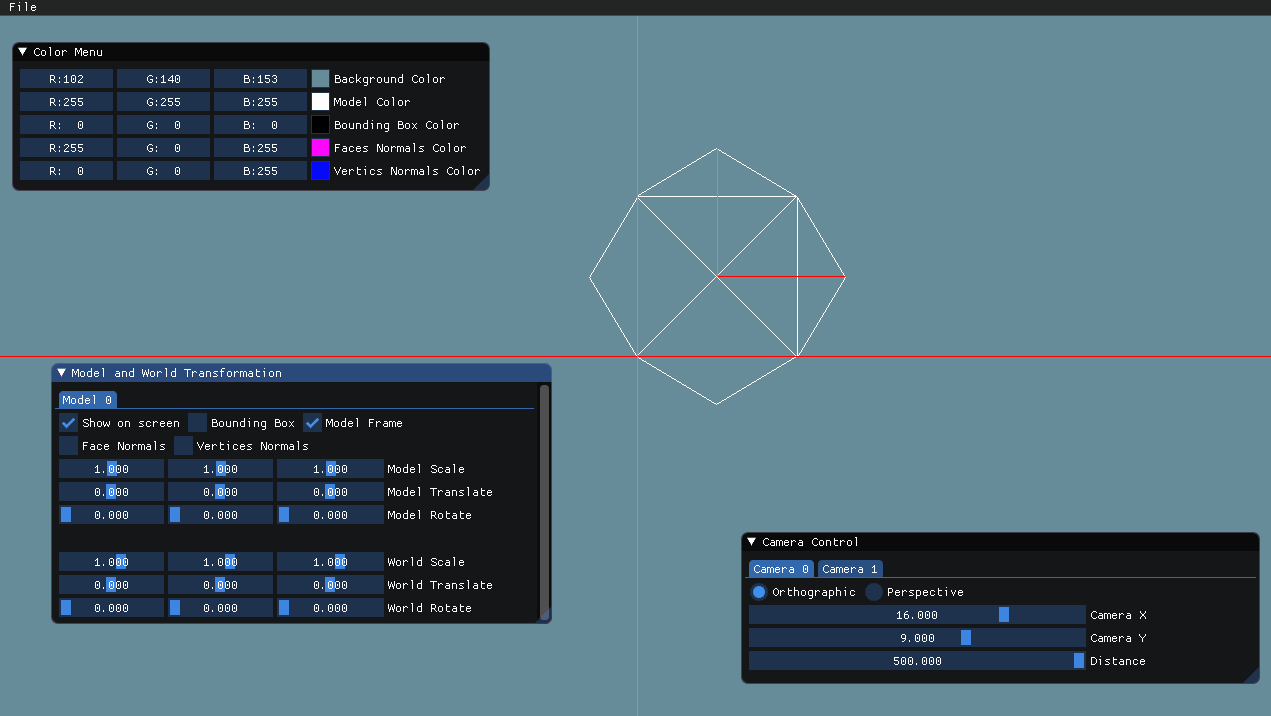 File
Color Menu
R:102 G:140 B:153 Background Color
R:255 G:255 B:255 Model Color
R: 0 G: 0 B: 0 Bounding Box Color
R:255 G: 0 B:255 Faces Normals Color
R: 0 G: 0 B:255 Vertics Normals Color
Model and World Transformation
Model 0
Show on screen Bounding Box Model Frame
Face Normals Vertices Normals
1.000 1.000 1.000 Model Scale
0.000 0.000 0.000 Model Translate
0.000 0.000 0.000 Model Rotate
1.000 1.000 1.000 World Scale
0.000 0.000 0.000 World Translate
0.000 0.000 0.000 World Rotate
Camera Control
Camera 0 Camera 1
Orthographic Perspective
16.000 Camera X
9.000 Camera Y
500.000 Distance